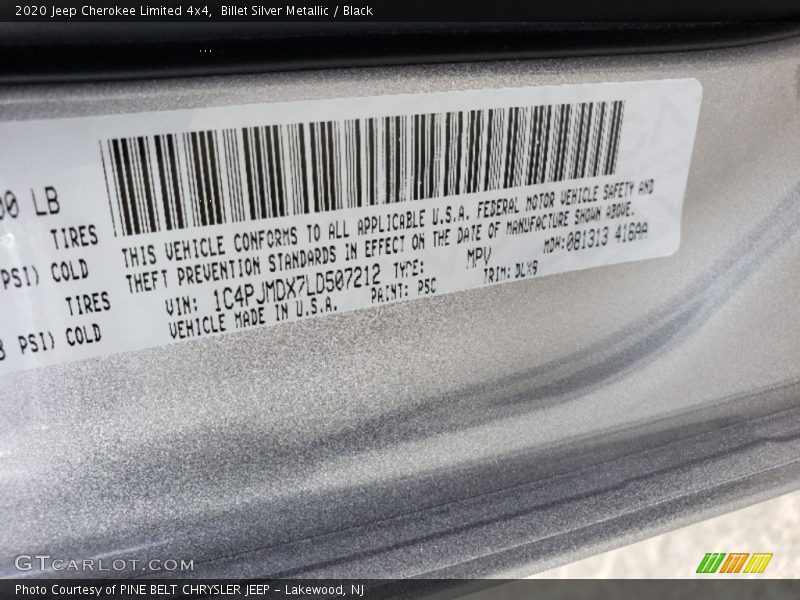 2020 Jeep Cherokee Limited 4x4,  Billet Silver Metallic / Black
00 LB
TIRES
PSI) COLD
TIRES
PSI) COLD
THIS VEHICLE CONFORMS TO ALL APPLICABLE U.S.A. FEDERAL MOTOR VEHICLE SAFETY AND
THEFT PREVENTION STANDARDS IN EFFECT ON THE DATE OF MANUFACTURE SHOWN ABOVE.
VIN: 1C4PJMDX7LD507212 TYPE: MPV MDH:081313 416AA
VEHICLE MADE IN U.S.A. PAINT: PSC TRIM: DLX9
GTCARLOT.COM
Photo Courtesy of PINE BELT CHRYSLER JEEP - Lakewood, NJ